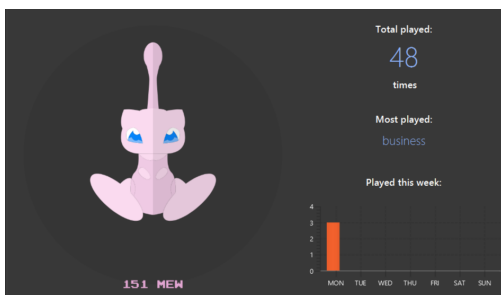 Total played:
48
times
Most played:
business
Played this week:
4
3
2
1
0
MON TUE WED THU FRI SAT SUN
151 MEW